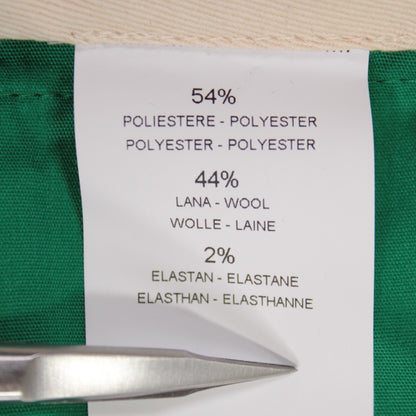 54%
POLIESTERE - POLYESTER
POLYESTER - POLYESTER
44%
LANA - WOOL
WOLLE - LAINE
2%
ELASTAN - ELASTANE
ELASTHAN - ELASTHANNE